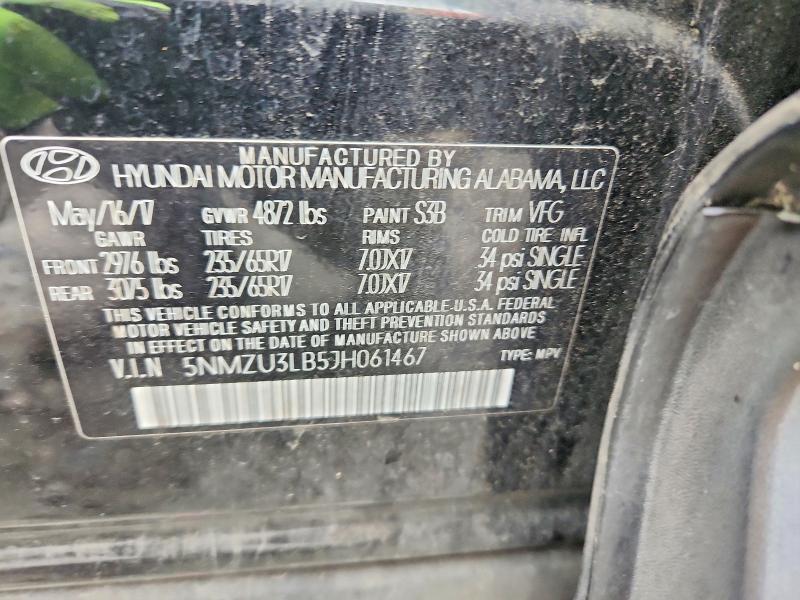 MANUFACTURED BY
HYUNDAI MOTOR MANUFACTURING ALABAMA, LLC
May/16/17 GVWR 4872 lbs PAINT S3B TRIM VFG
GAWR TIRES RIMS COLD TIRE INFL
FRONT 2976 lbs 235/65R17 7.0JX17 34 psi SINGLE
REAR 3075 lbs 235/65R17 7.0JX17 34 psi SINGLE
THIS VEHICLE CONFORMS TO ALL APPLICABLE-U.S.A. FEDERAL
MOTOR VEHICLE SAFETY AND THEFT PREVENTION STANDARDS
IN EFFECT ON THE DATE OF MANUFACTURE SHOWN ABOVE.
V.I.N 5NMZU3LB5JH061467 TYPE: MPV